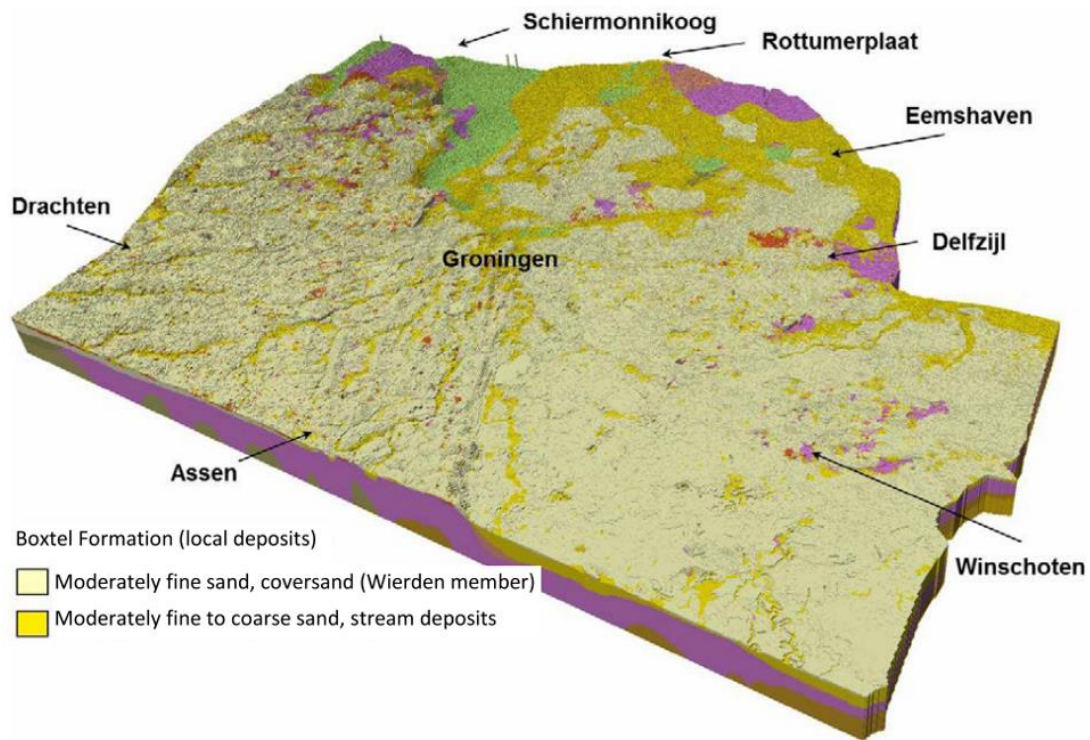 Schiermonnikoog
Rottumerplaat
Eemshaven
Drachten
Delfzijl
Groningen
Assen
Winschoten
Boxtel Formation (local deposits)
Moderately fine sand, coversand (Wierden member)
Moderately fine to coarse sand, stream deposits